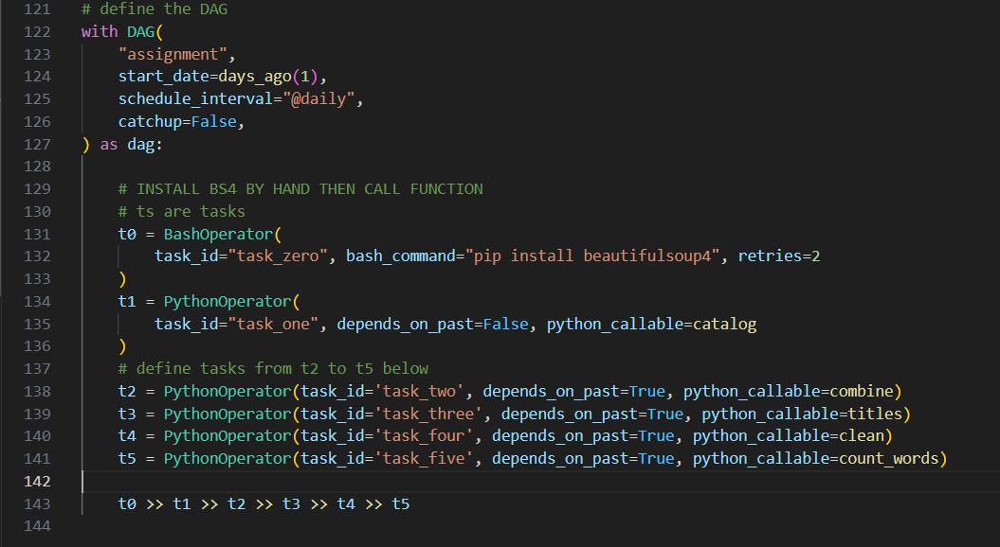 121 # define the DAG
122 with DAG(
123     "assignment",
124     start_date=days_ago(1),
125     schedule_interval="@daily",
126     catchup=False,
127 ) as dag:
128
129     # INSTALL BS4 BY HAND THEN CALL FUNCTION
130     # ts are tasks
131     t0 = BashOperator(
132         task_id="task_zero", bash_command="pip install beautifulsoup4", retries=2
133     )
134     t1 = PythonOperator(
135         task_id="task_one", depends_on_past=False, python_callable=catalog
136     )
137     # define tasks from t2 to t5 below
138     t2 = PythonOperator(task_id='task_two', depends_on_past=True, python_callable=combine)
139     t3 = PythonOperator(task_id='task_three', depends_on_past=True, python_callable=titles)
140     t4 = PythonOperator(task_id='task_four', depends_on_past=True, python_callable=clean)
141     t5 = PythonOperator(task_id='task_five', depends_on_past=True, python_callable=count_words)
142
143     t0 >> t1 >> t2 >> t3 >> t4 >> t5
144